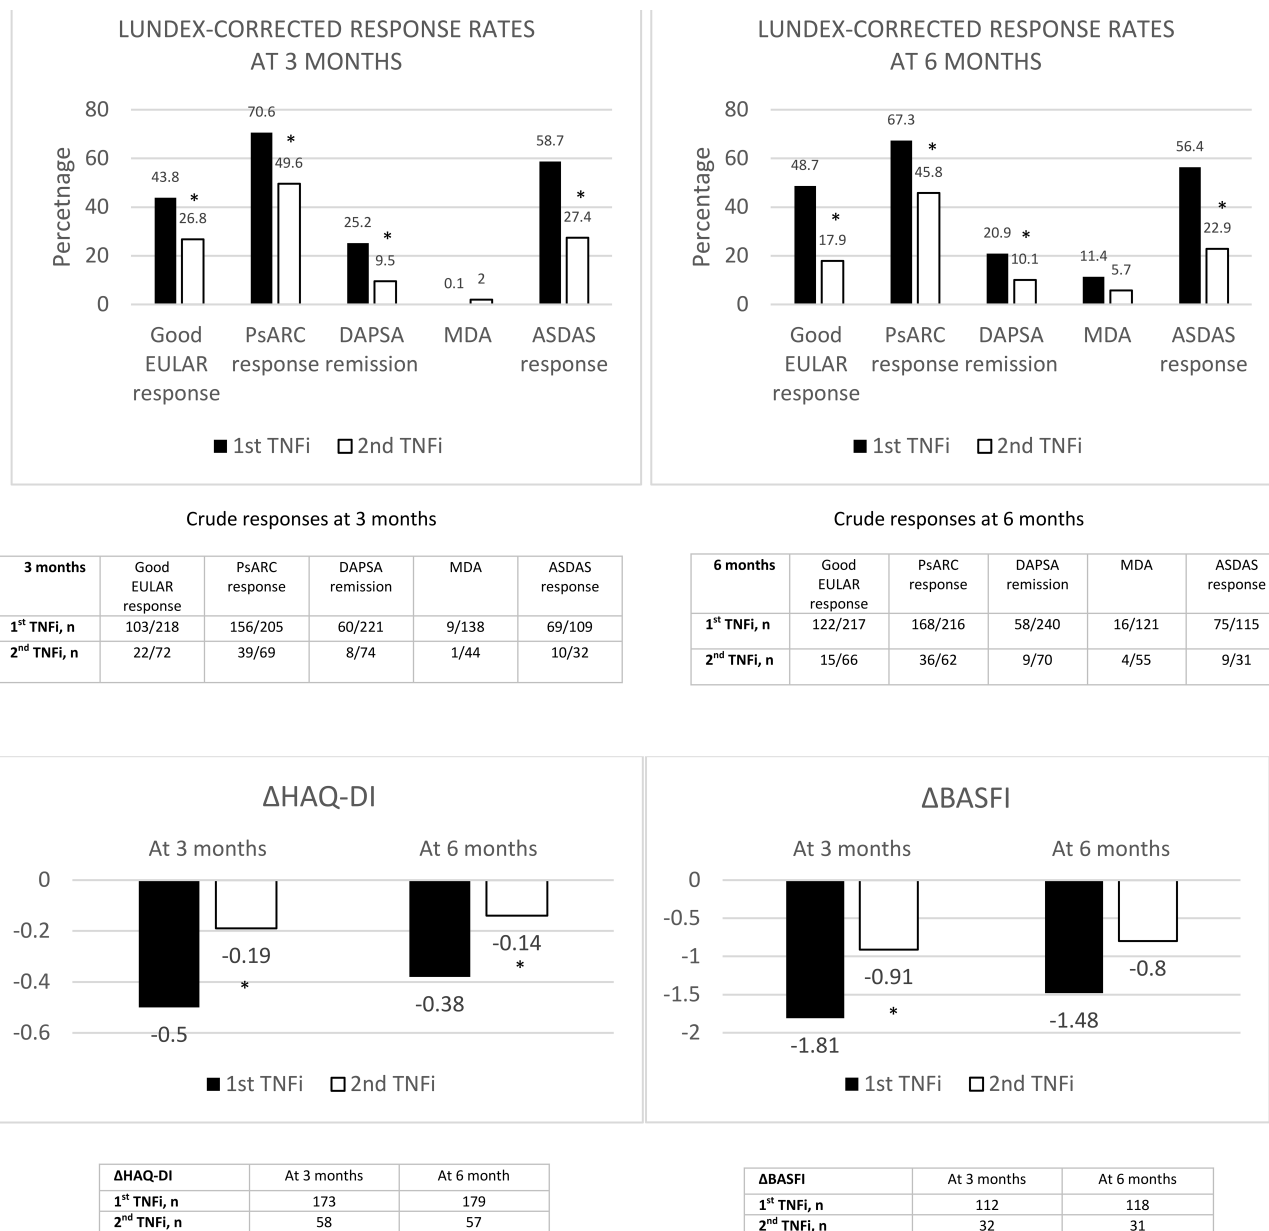 LUNDEX-CORRECTED RESPONSE RATES
AT 3 MONTHS
Percetnage
80
60
40
20
0
43.8
*
26.8
70.6
*
49.6
25.2
*
9.5
0.1
2
58.7
*
27.4
Good EULAR response
PsARC response
DAPSA remission
MDA
ASDAS response
1st TNFi
2nd TNFi
LUNDEX-CORRECTED RESPONSE RATES
AT 6 MONTHS
Percentage
80
60
40
20
0
48.7
*
17.9
67.3
*
45.8
20.9
*
10.1
11.4
5.7
56.4
*
22.9
Good EULAR response
PsARC response
DAPSA remission
MDA
ASDAS response
1st TNFi
2nd TNFi
Crude responses at 3 months
3 months Good EULAR response PsARC response DAPSA remission MDA ASDAS response
1st TNFi, n 103/218 156/205 60/221 9/138 69/109
2nd TNFi, n 22/72 39/69 8/74 1/44 10/32
Crude responses at 6 months
6 months Good EULAR response PsARC response DAPSA remission MDA ASDAS response
1st TNFi, n 122/217 168/216 58/240 16/121 75/115
2nd TNFi, n 15/66 36/62 9/70 4/55 9/31
ΔHAQ-DI
At 3 months
At 6 months
0
-0.2
-0.4
-0.6
-0.5
-0.19
*
-0.38
-0.14
*
1st TNFi
2nd TNFi
ΔBASFI
At 3 months
At 6 months
0
-0.5
-1
-1.5
-2
-1.81
-0.91
*
-1.48
-0.8
1st TNFi
2nd TNFi
ΔHAQ-DI At 3 months At 6 month
1st TNFi, n 173 179
2nd TNFi, n 58 57
ΔBASFI At 3 months At 6 months
1st TNFi, n 112 118
2nd TNFi, n 32 31